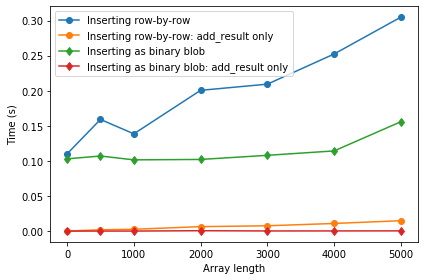 Inserting row-by-row
Inserting row-by-row: add_result only
Inserting as binary blob
Inserting as binary blob: add_result only
0.30
0.25
0.20
0.15
0.10
0.05
0.00
Time (s)
0 1000 2000 3000 4000 5000
Array length